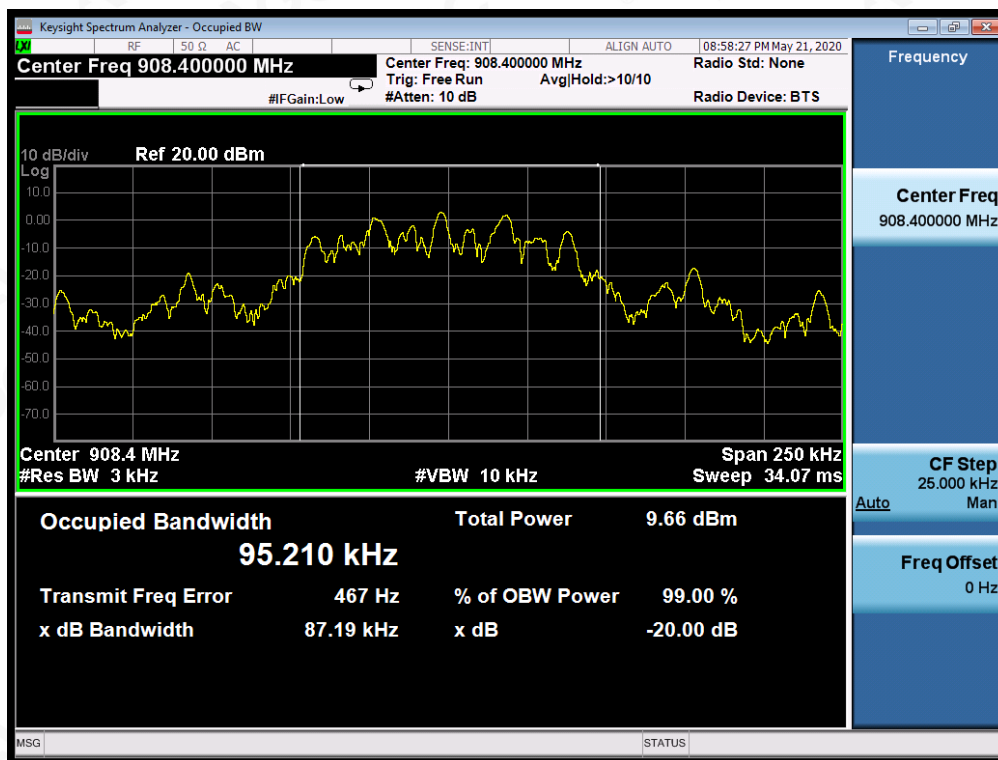 Keysight Spectrum Analyzer - Occupied BW
LXI RF 50 Ω AC SENSE:INT ALIGN AUTO 08:58:27 PM May 21, 2020
Center Freq 908.400000 MHz
Center Freq: 908.400000 MHz Radio Std: None
Trig: Free Run Avg|Hold:>10/10
#IFGain:Low #Atten: 10 dB Radio Device: BTS
Frequency
10 dB/div Ref 20.00 dBm
Log
10.0
0.00
-10.0
-20.0
-30.0
-40.0
-50.0
-60.0
-70.0
Center Freq
908.400000 MHz
Center 908.4 MHz Span 250 kHz
#Res BW 3 kHz #VBW 10 kHz Sweep 34.07 ms
CF Step
25.000 kHz
Auto Man
Occupied Bandwidth Total Power 9.66 dBm
95.210 kHz
Transmit Freq Error 467 Hz % of OBW Power 99.00 %
x dB Bandwidth 87.19 kHz x dB -20.00 dB
Freq Offset
0 Hz
MSG STATUS